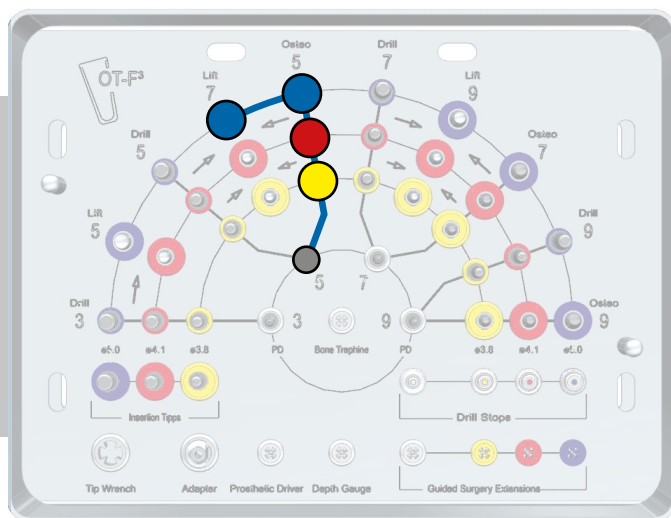 OT-F³
Osteo
5
Drill
7
Lift
7
Lift
9
Drill
5
Osteo
7
Lift
5
Drill
9
Drill
3
5
7
3
9
Osteo
9
ø5.0
ø4.1
ø3.8
PD
Bone Trephine
PD
ø3.8
ø4.1
ø5.0
Insertion Tipps
Drill Stops
Tip Wrench
Adapter
Prosthetic Driver
Depth Gauge
Guided Surgery Extensions